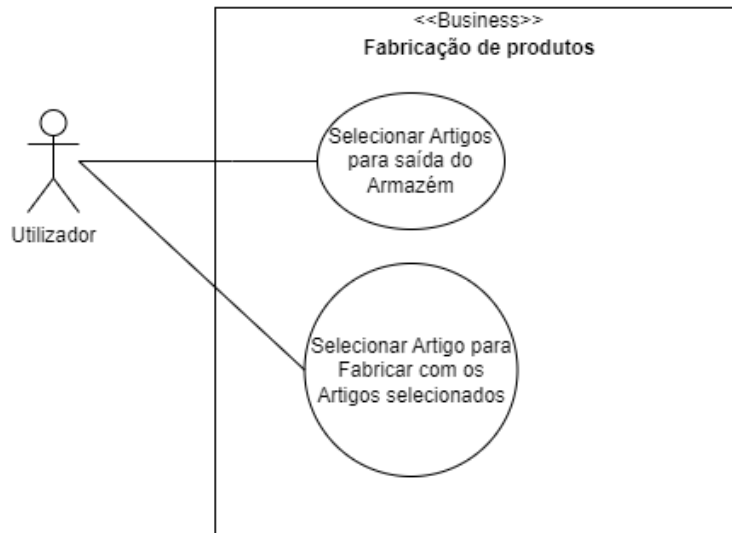 <<Business>>
Fabricação de produtos
Selecionar Artigos
para saída do
Armazém
Utilizador
Selecionar Artigo para
Fabricar com os
Artigos selecionados